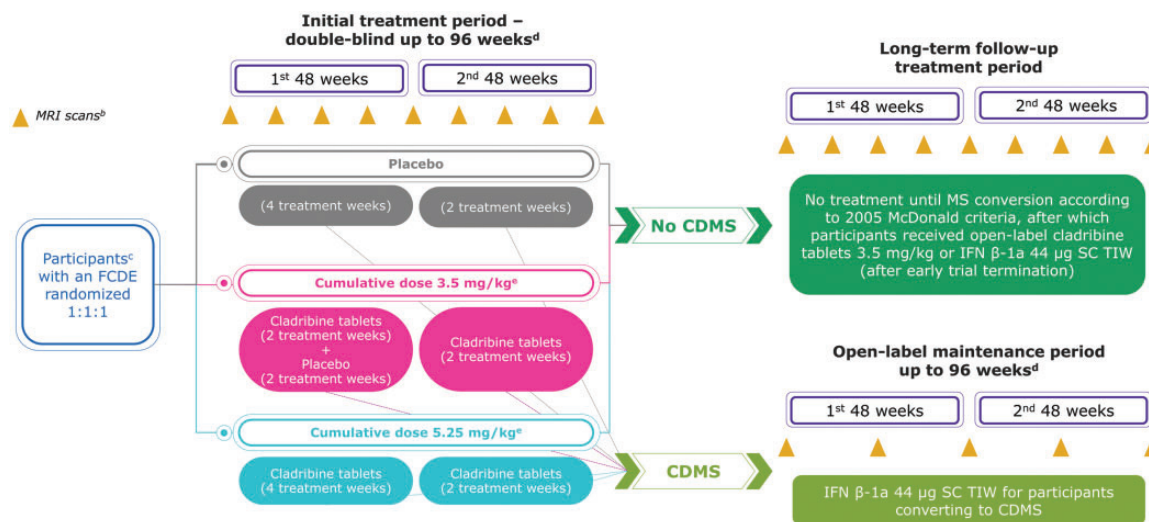 Initial treatment period –
double-blind up to 96 weeksᵈ
1ˢᵗ 48 weeks
2ⁿᵈ 48 weeks
MRI scansᵇ
Participantsᶜ
with an FCDE
randomized
1:1:1
Placebo
(4 treatment weeks)
(2 treatment weeks)
Cumulative dose 3.5 mg/kgᵉ
Cladribine tablets
(2 treatment weeks)
+
Placebo
(2 treatment weeks)
Cladribine tablets
(2 treatment weeks)
Cumulative dose 5.25 mg/kgᵉ
Cladribine tablets
(4 treatment weeks)
Cladribine tablets
(2 treatment weeks)
No CDMS
CDMS
Long-term follow-up
treatment period
1ˢᵗ 48 weeks
2ⁿᵈ 48 weeks
No treatment until MS conversion according
to 2005 McDonald criteria, after which
participants received open-label cladribine
tablets 3.5 mg/kg or IFN β-1a 44 µg SC TIW
(after early trial termination)
Open-label maintenance period
up to 96 weeksᵈ
1ˢᵗ 48 weeks
2ⁿᵈ 48 weeks
IFN β-1a 44 µg SC TIW for participants
converting to CDMS